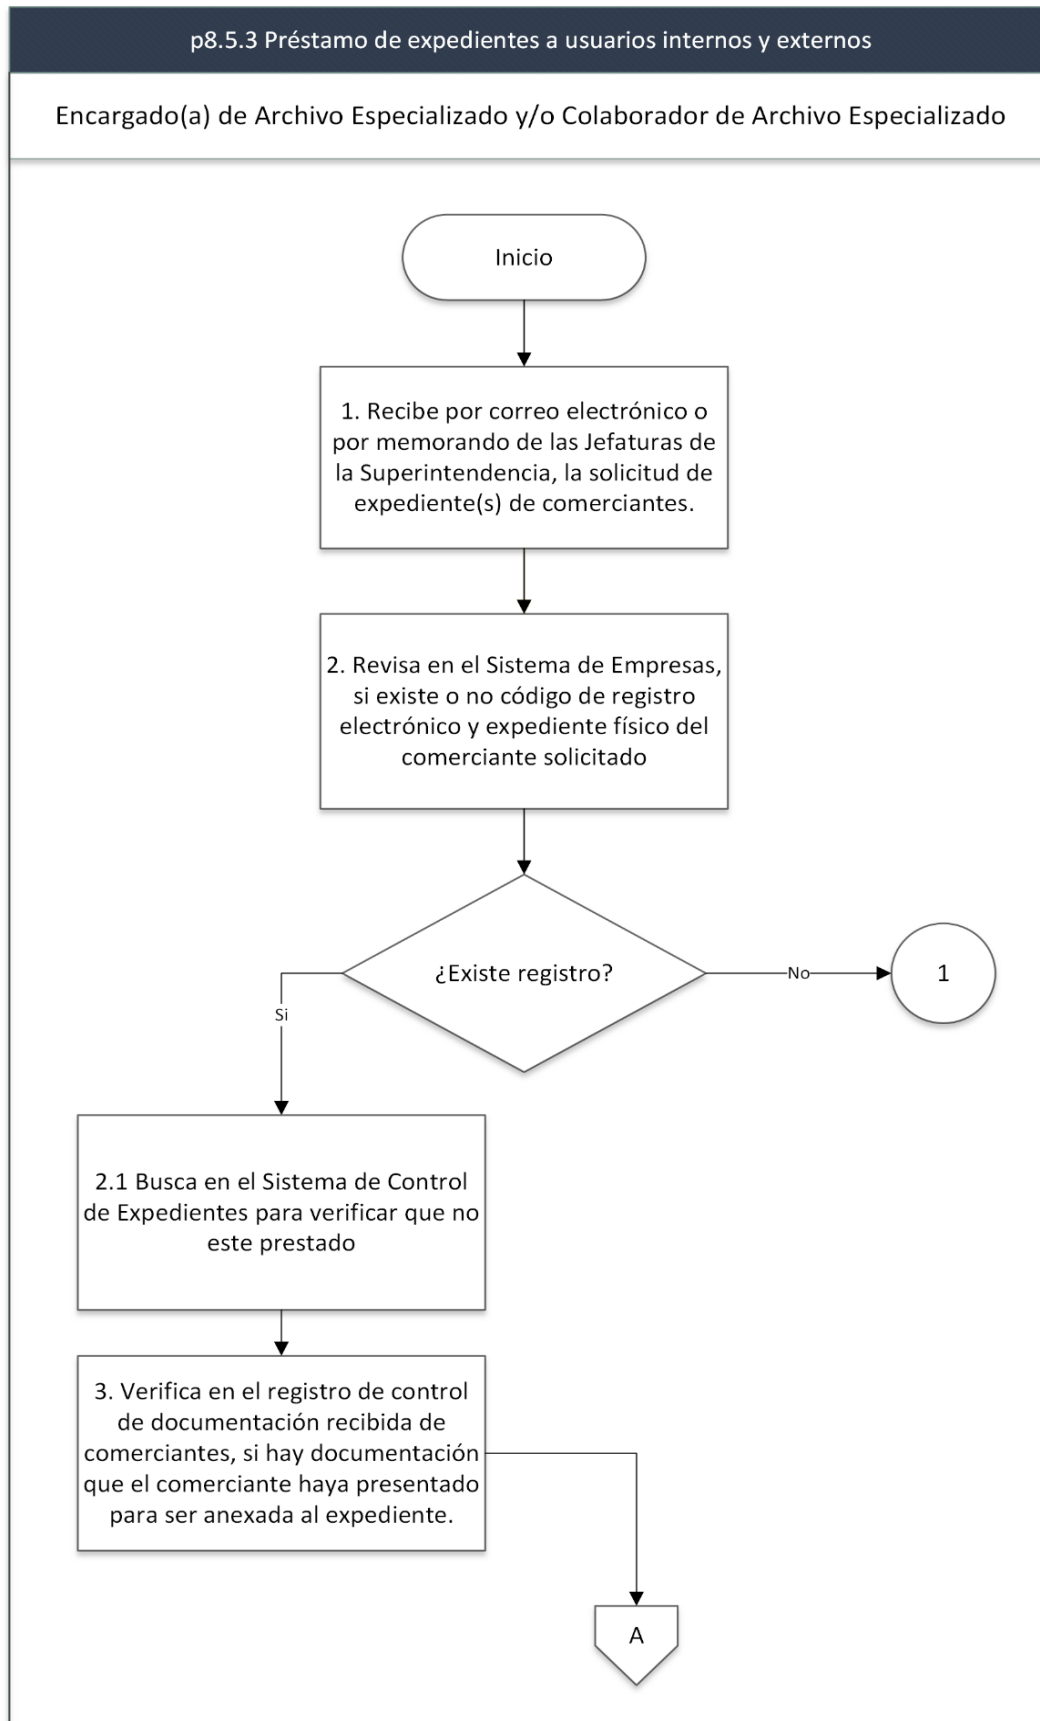 p8.5.3 Préstamo de expedientes a usuarios internos y externos
Encargado(a) de Archivo Especializado y/o Colaborador de Archivo Especializado
Inicio
1. Recibe por correo electrónico o
por memorando de las Jefaturas de
la Superintendencia, la solicitud de
expediente(s) de comerciantes.
2. Revisa en el Sistema de Empresas,
si existe o no código de registro
electrónico y expediente físico del
comerciante solicitado
¿Existe registro?
No
1
Si
2.1 Busca en el Sistema de Control
de Expedientes para verificar que no
este prestado
3. Verifica en el registro de control
de documentación recibida de
comerciantes, si hay documentación
que el comerciante haya presentado
para ser anexada al expediente.
A